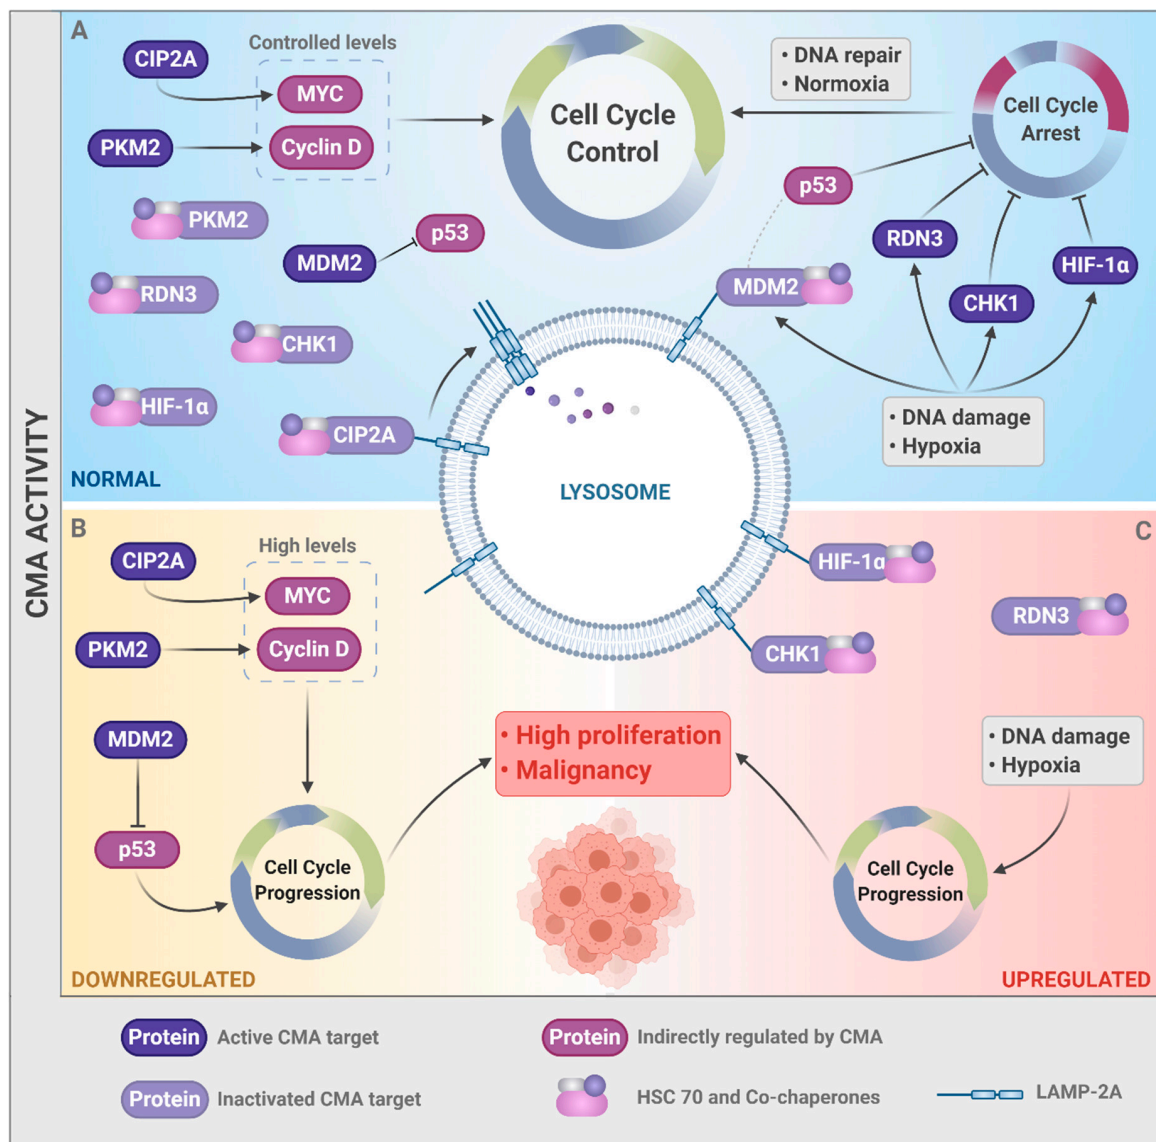 CMA ACTIVITY
A
Controlled levels
CIP2A
MYC
PKM2
Cyclin D
Cell Cycle
Control
• DNA repair
• Normoxia
Cell Cycle
Arrest
p53
PKM2
MDM2
p53
RDN3
HIF-1α
MDM2
CHK1
RDN3
CHK1
HIF-1α
CIP2A
• DNA damage
• Hypoxia
NORMAL
LYSOSOME
B
High levels
CIP2A
MYC
PKM2
Cyclin D
MDM2
p53
Cell Cycle
Progression
DOWNREGULATED
C
HIF-1α
RDN3
CHK1
• High proliferation
• Malignancy
• DNA damage
• Hypoxia
Cell Cycle
Progression
UPREGULATED
Protein Active CMA target
Protein Indirectly regulated by CMA
Protein Inactivated CMA target
HSC 70 and Co-chaperones
LAMP-2A